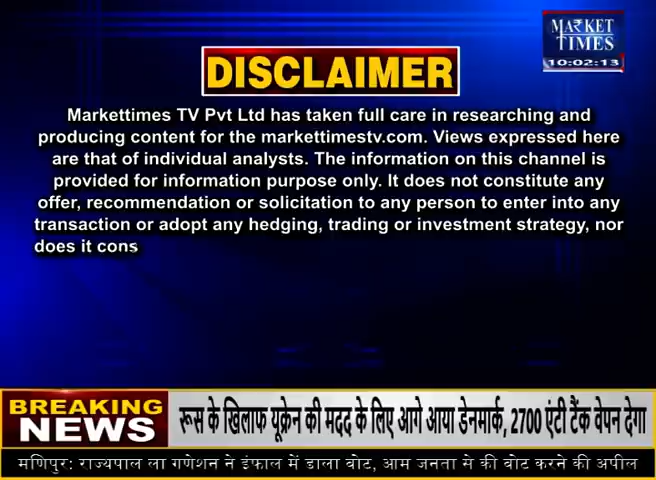 MARKET
TIMES
10:02:13
DISCLAIMER
Markettimes TV Pvt Ltd has taken full care in researching and
producing content for the markettimestv.com. Views expressed here
are that of individual analysts. The information on this channel is
provided for information purpose only. It does not constitute any
offer, recommendation or solicitation to any person to enter into any
transaction or adopt any hedging, trading or investment strategy, nor
does it cons
BREAKING
NEWS
रूस के खिलाफ यूक्रेन की मदद के लिए आगे आया डेनमार्क, 2700 एंटी टैंक वेपन देगा
मणिपुर: राज्यपाल ला गणेशन ने इंफाल में डाला वोट, आम जनता से की वोट करने की अपील